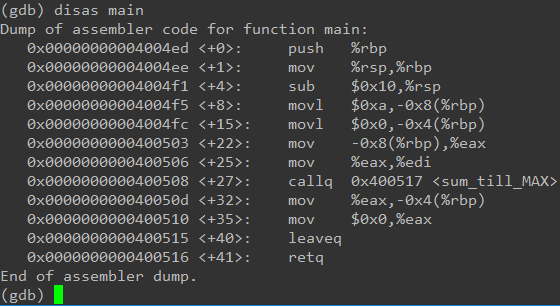 (gdb) disas main
Dump of assembler code for function main:
   0x00000000004004ed <+0>:     push   %rbp
   0x00000000004004ee <+1>:     mov    %rsp,%rbp
   0x00000000004004f1 <+4>:     sub    $0x10,%rsp
   0x00000000004004f5 <+8>:     movl   $0xa,-0x8(%rbp)
   0x00000000004004fc <+15>:    movl   $0x0,-0x4(%rbp)
   0x0000000000400503 <+22>:    mov    -0x8(%rbp),%eax
   0x0000000000400506 <+25>:    mov    %eax,%edi
   0x0000000000400508 <+27>:    callq  0x400517 <sum_till_MAX>
   0x000000000040050d <+32>:    mov    %eax,-0x4(%rbp)
   0x0000000000400510 <+35>:    mov    $0x0,%eax
   0x0000000000400515 <+40>:    leaveq
   0x0000000000400516 <+41>:    retq
End of assembler dump.
(gdb)